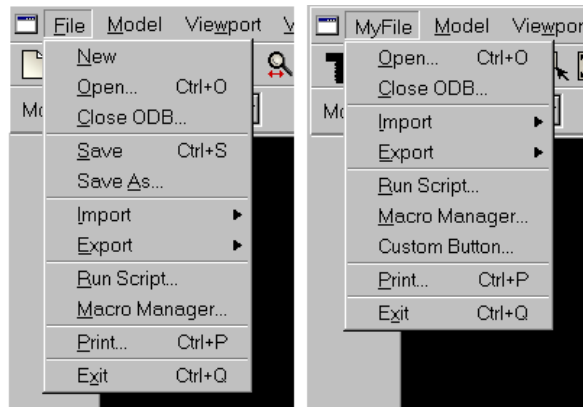 File Model Viewport
New
Open... Ctrl+O
Close ODB...
Save Ctrl+S
Save As...
Import
Export
Run Script...
Macro Manager...
Print... Ctrl+P
Exit Ctrl+Q
MyFile Model Viewpor
Open... Ctrl+O
Close ODB...
Import
Export
Run Script...
Macro Manager...
Custom Button...
Print... Ctrl+P
Exit Ctrl+Q